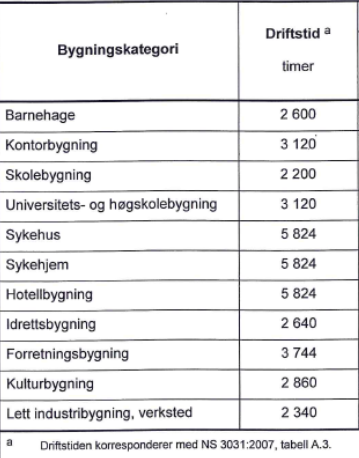 Bygningskategori
Driftstid a
timer
Barnehage 2 600
Kontorbygning 3 120
Skolebygning 2 200
Universitets- og høgskolebygning 3 120
Sykehus 5 824
Sykehjem 5 824
Hotellbygning 5 824
Idrettsbygning 2 640
Forretningsbygning 3 744
Kulturbygning 2 860
Lett industribygning, verksted 2 340
a Driftstiden korresponderer med NS 3031:2007, tabell A.3.